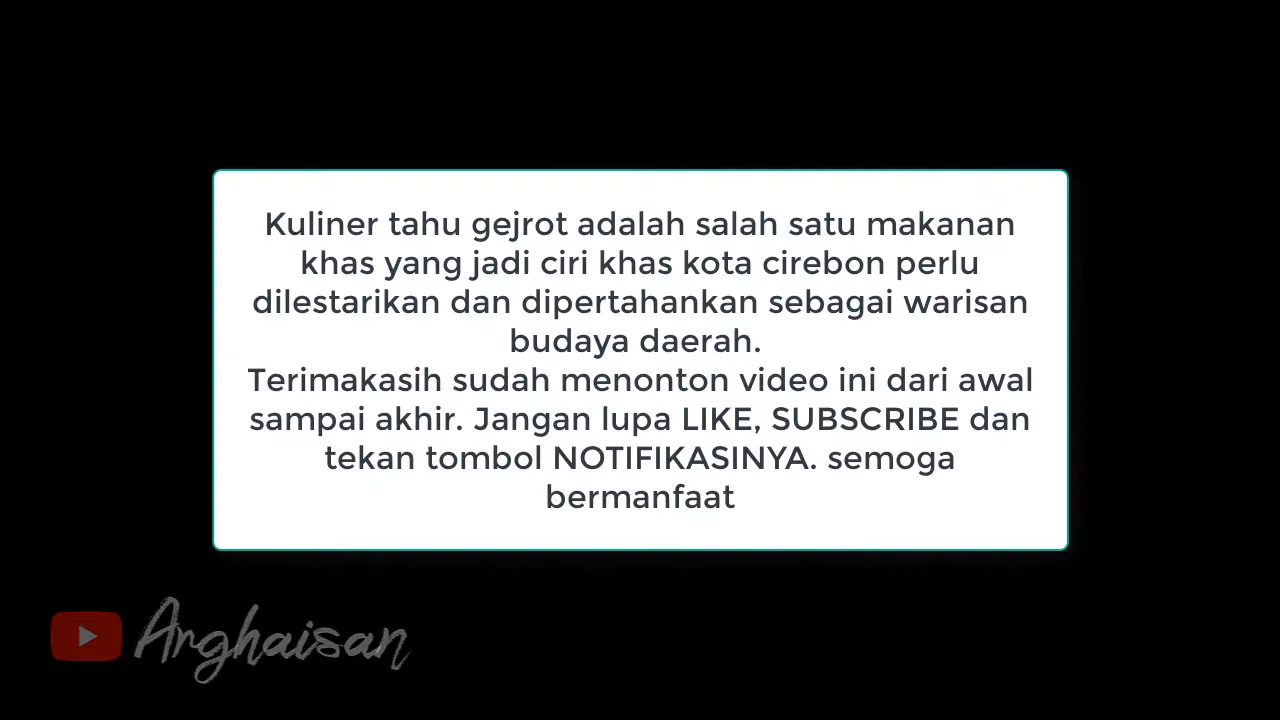 Kuliner tahu gejrot adalah salah satu makanan
khas yang jadi ciri khas kota cirebon perlu
dilestarikan dan dipertahankan sebagai warisan
budaya daerah.
Terimakasih sudah menonton video ini dari awal
sampai akhir. Jangan lupa LIKE, SUBSCRIBE dan
tekan tombol NOTIFIKASINYA. semoga
bermanfaat
Arghaisan